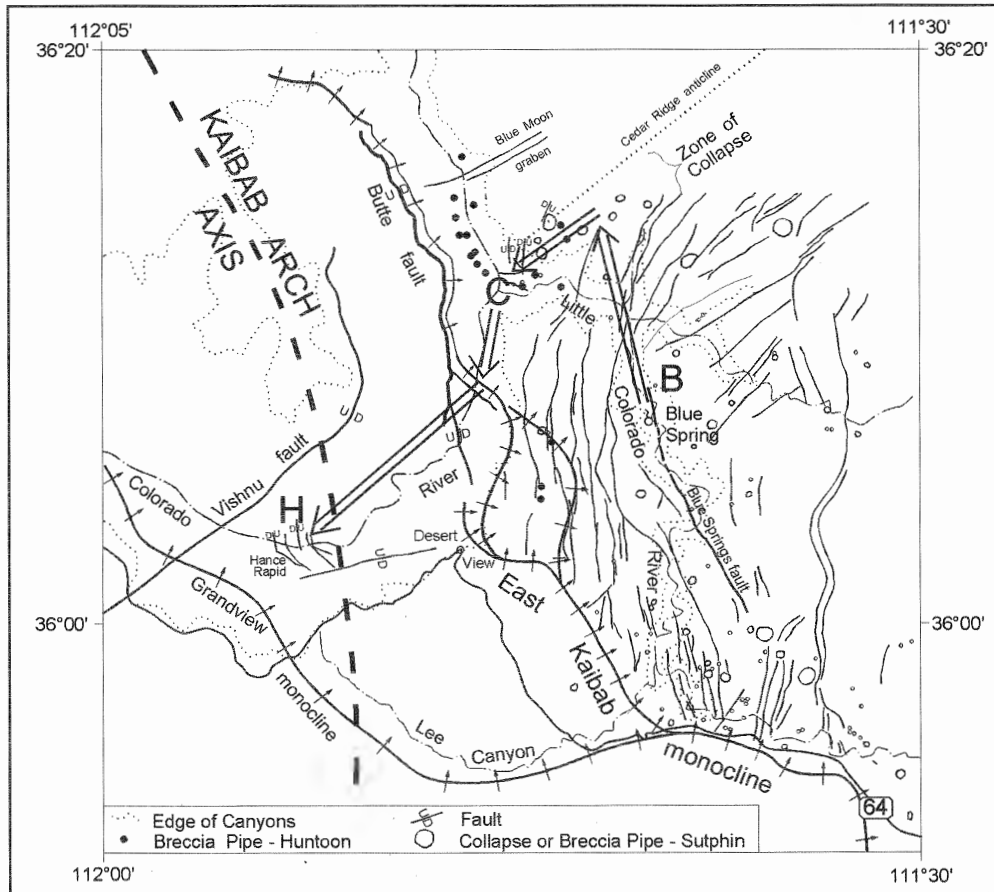 112°05'
111°30'
36°20'
36°20'
KAIBAB ARCH
AXIS
Blue Moon
graben
Cedar Ridge anticline
Zone of
Collapse
Butte
fault
U
D
D U
U D D U
C
Little
Colorado
River
B
Blue
Spring
Blue Springs fault
U D
Vishnu
fault
U D
Colorado
River
H
D U D U
Hance
Rapid
U D
Desert
View
Grandview
monocline
East
Kaibab
monocline
36°00'
36°00'
Lee
Canyon
64
Edge of Canyons
U D Fault
Breccia Pipe - Huntoon
Collapse or Breccia Pipe - Sutphin
112°00'
111°30'